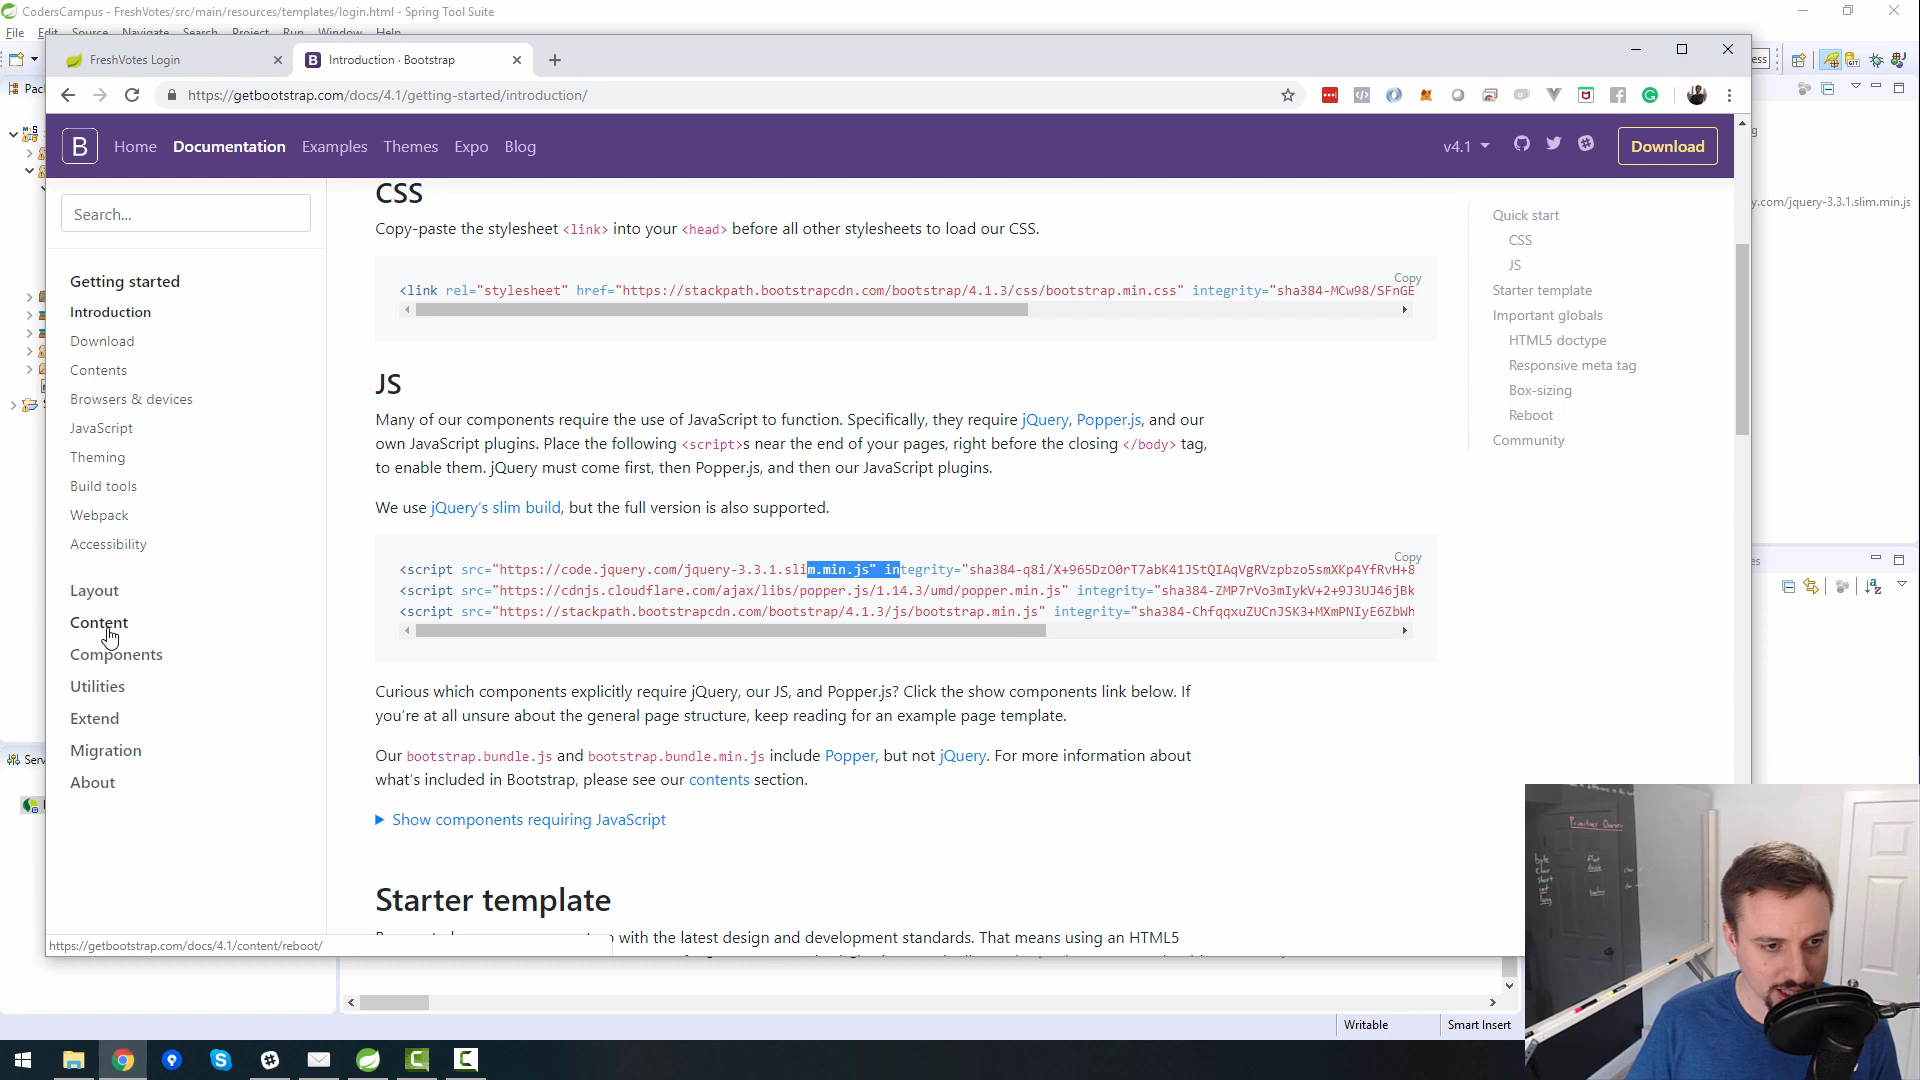 CodersCampus - FreshVotes/src/main/resources/templates/login.html - Spring Tool Suite
File Edit Source Navigate Search Project Run Window Help
FreshVotes Login
Introduction · Bootstrap
https://getbootstrap.com/docs/4.1/getting-started/introduction/
B Home Documentation Examples Themes Expo Blog v4.1 Download
Search...
Getting started
Introduction
Download
Contents
Browsers & devices
JavaScript
Theming
Build tools
Webpack
Accessibility
Layout
Content
Components
Utilities
Extend
Migration
About
CSS
Copy-paste the stylesheet <link> into your <head> before all other stylesheets to load our CSS.
Copy
<link rel="stylesheet" href="https://stackpath.bootstrapcdn.com/bootstrap/4.1.3/css/bootstrap.min.css" integrity="sha384-MCw98/SFnGE
JS
Many of our components require the use of JavaScript to function. Specifically, they require jQuery, Popper.js, and our
own JavaScript plugins. Place the following <script>s near the end of your pages, right before the closing </body> tag,
to enable them. jQuery must come first, then Popper.js, and then our JavaScript plugins.
We use jQuery's slim build, but the full version is also supported.
Copy
<script src="https://code.jquery.com/jquery-3.3.1.slim.min.js" integrity="sha384-q8i/X+965DzO0rT7abK41JStQIAqVgRVzpbzo5smXKp4YfRvH+8
<script src="https://cdnjs.cloudflare.com/ajax/libs/popper.js/1.14.3/umd/popper.min.js" integrity="sha384-ZMP7rVo3mIykV+2+9J3UJ46jBk
<script src="https://stackpath.bootstrapcdn.com/bootstrap/4.1.3/js/bootstrap.min.js" integrity="sha384-ChfqqxuZUCnJSK3+MXmPNIyE6ZbWh
Curious which components explicitly require jQuery, our JS, and Popper.js? Click the show components link below. If
you're at all unsure about the general page structure, keep reading for an example page template.
Our bootstrap.bundle.js and bootstrap.bundle.min.js include Popper, but not jQuery. For more information about
what's included in Bootstrap, please see our contents section.
Show components requiring JavaScript
Starter template
with the latest design and development standards. That means using an HTML5
Quick start
CSS
JS
Starter template
Important globals
HTML5 doctype
Responsive meta tag
Box-sizing
Reboot
Community
y.com/jquery-3.3.1.slim.min.js
https://getbootstrap.com/docs/4.1/content/reboot/
Writable
Smart Insert